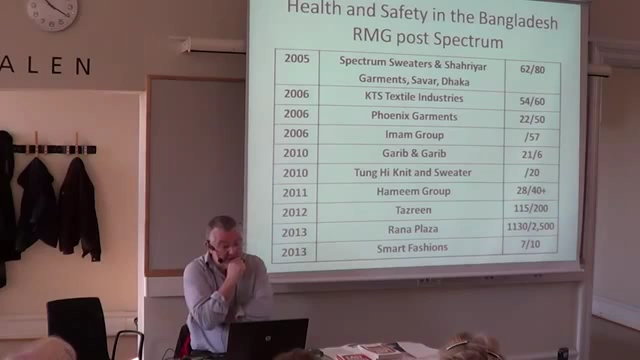 Health and Safety in the Bangladesh
RMG post Spectrum
ALEN
2005 Spectrum Sweaters & Shahriyar Garments, Savar, Dhaka 62/80
2006 KTS Textile Industries 54/60
2006 Phoenix Garments 22/50
2006 Imam Group /57
2010 Garib & Garib 21/6
2010 Tung Hi Knit and Sweater /20
2011 Hameem Group 28/40+
2012 Tazreen 115/200
2013 Rana Plaza 1130/2,500
2013 Smart Fashions 7/10
hp